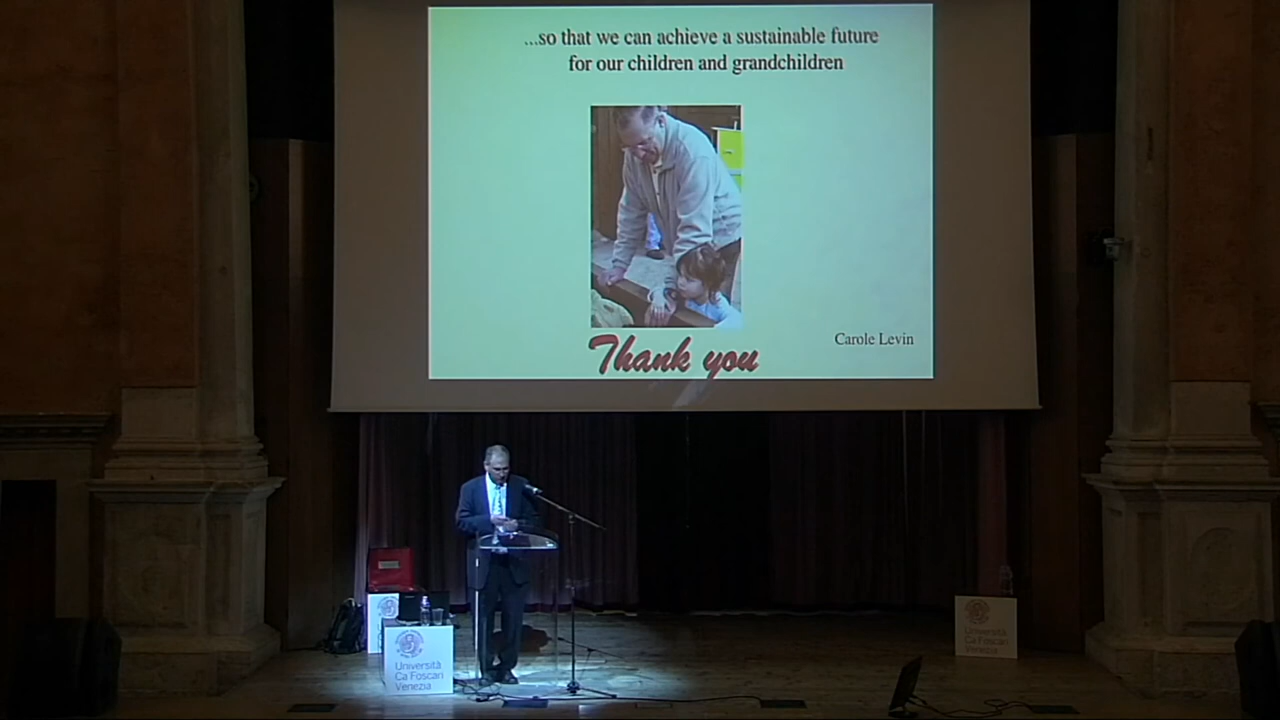 ...so that we can achieve a sustainable future
for our children and grandchildren
Carole Levin
Thank you
Università
Ca'Foscari
Venezia
Università
Ca'Foscari
Venezia